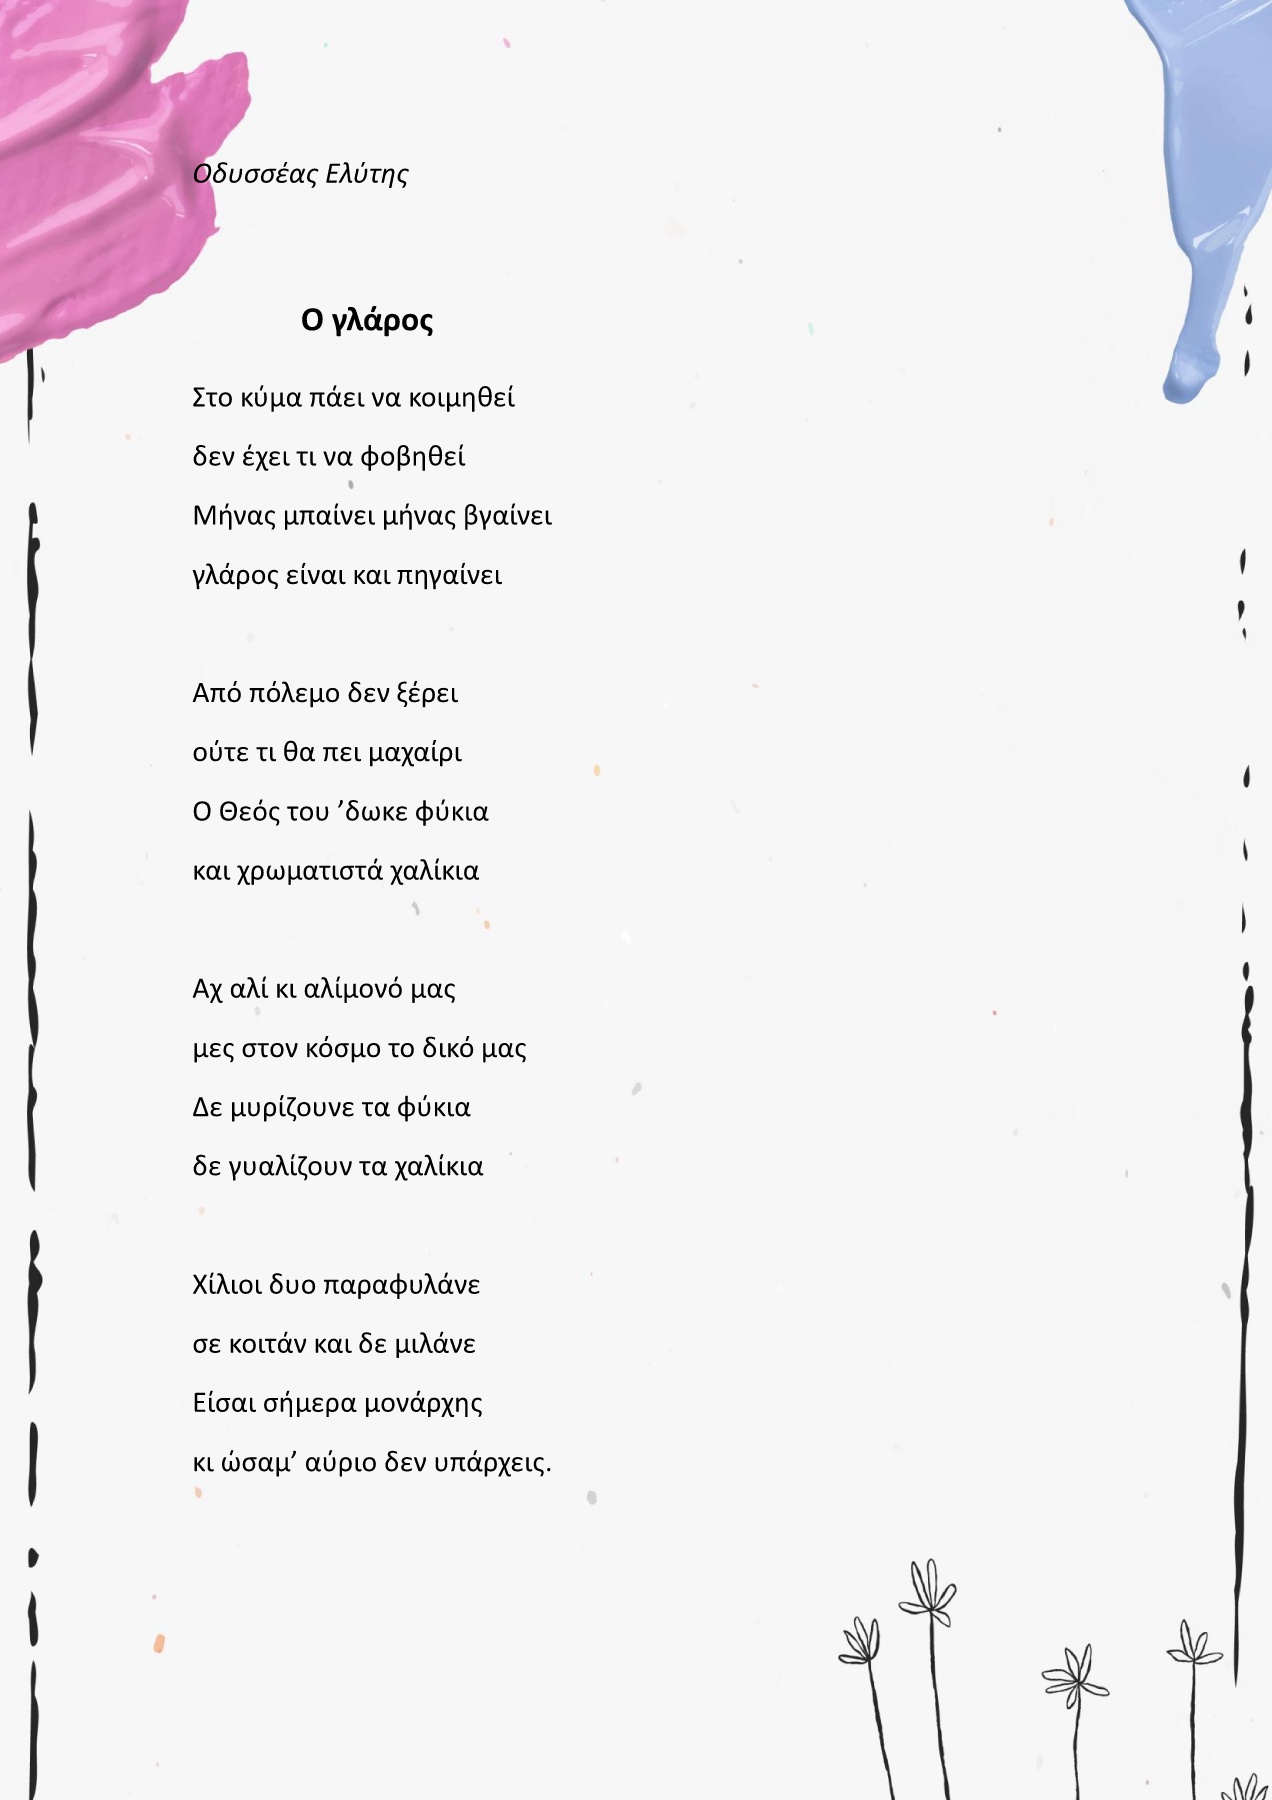 Οδυσσέας Ελύτης
Ο γλάρος
Στο κύμα πάει να κοιμηθεί
δεν έχει τι να φοβηθεί
Μήνας μπαίνει μήνας βγαίνει
γλάρος είναι και πηγαίνει
Από πόλεμο δεν ξέρει
ούτε τι θα πει μαχαίρι
Ο Θεός του ’δωκε φύκια
και χρωματιστά χαλίκια
Αχ αλί κι αλίμονό μας
μες στον κόσμο το δικό μας
Δε μυρίζουνε τα φύκια
δε γυαλίζουν τα χαλίκια
Χίλιοι δυο παραφυλάνε
σε κοιτάν και δε μιλάνε
Είσαι σήμερα μονάρχης
κι ώσαμ’ αύριο δεν υπάρχεις.